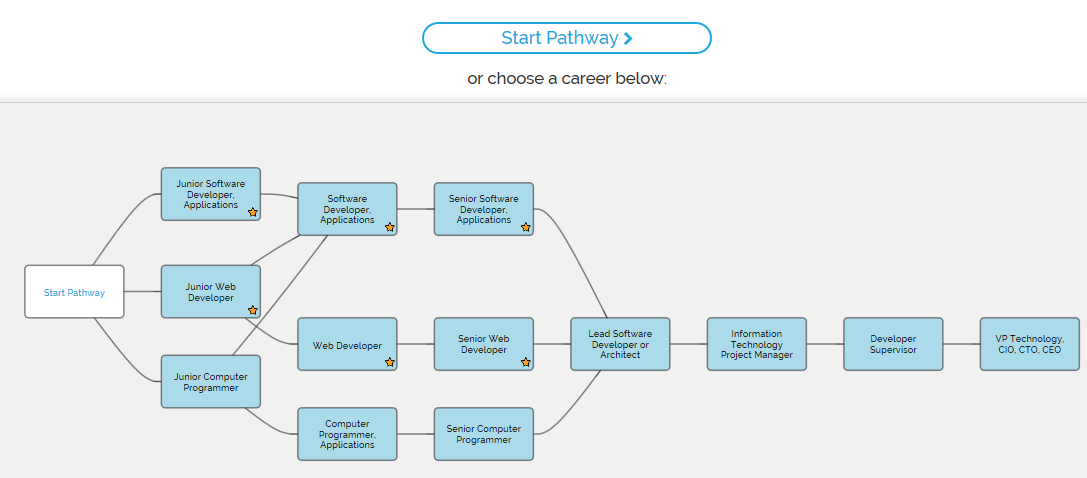 Start Pathway
or choose a career below:
Junior Software
Developer,
Applications
Software
Developer,
Applications
Senior Software
Developer,
Applications
Start Pathway
Junior Web
Developer
Web Developer
Senior Web
Developer
Lead Software
Developer or
Architect
Information
Technology
Project Manager
Developer
Supervisor
VP Technology,
CIO, CTO, CEO
Junior Computer
Programmer
Computer
Programmer,
Applications
Senior Computer
Programmer